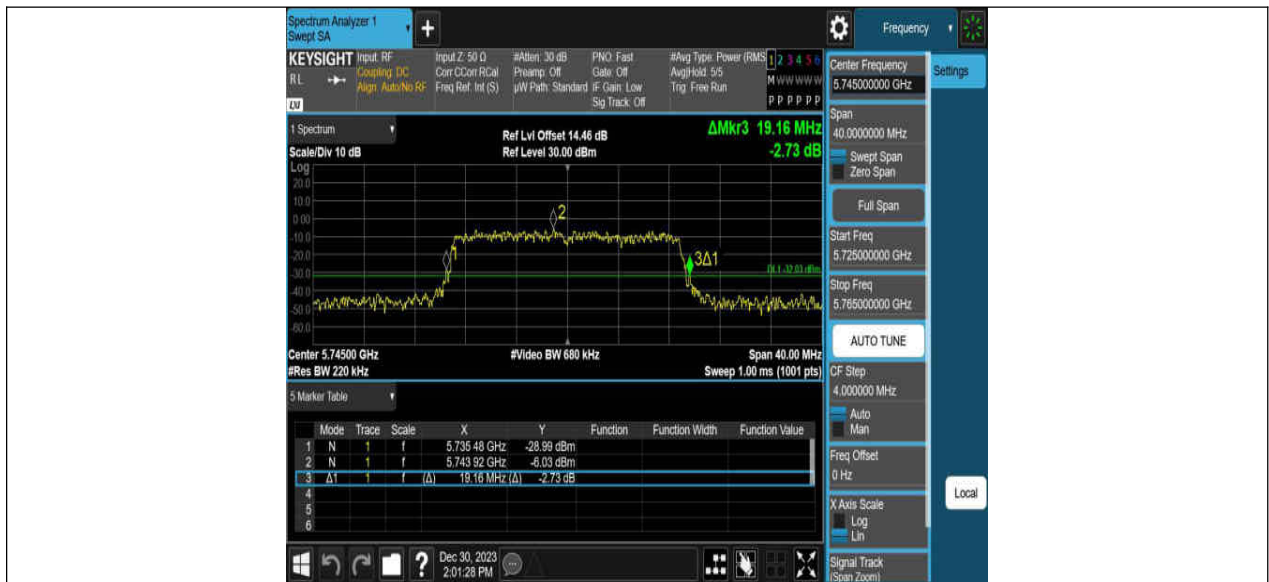 Spectrum Analyzer 1
Swept SA
+
Frequency
KEYSIGHT
RL
LXI
Input: RF
Coupling: DC
Align: Auto/No RF
Input Z: 50 Ω
Corr CCorr RCal
Freq Ref: Int (S)
#Atten: 30 dB
Preamp: Off
µW Path: Standard
PNO: Fast
Gate: Off
IF Gain: Low
Sig Track: Off
#Avg Type: Power (RMS
Avg|Hold: 5/5
Trig: Free Run
1 2 3 4 5 6
M W W W W W
P P P P P P
1 Spectrum
Scale/Div 10 dB
Ref Lvl Offset 14.46 dB
Ref Level 30.00 dBm
ΔMkr3 19.16 MHz
-2.73 dB
Log
20.0
10.0
0.00
-10.0
-20.0
-30.0
-40.0
-50.0
-60.0
2
3Δ1
DL1 -32.03 dBm
Center 5.74500 GHz
#Video BW 680 kHz
Span 40.00 MHz
#Res BW 220 kHz
Sweep 1.00 ms (1001 pts)
5 Marker Table
Mode Trace Scale X Y Function Function Width Function Value
1 N 1 f 5.735 48 GHz -28.99 dBm
2 N 1 f 5.743 92 GHz -6.03 dBm
3 Δ1 1 f (Δ) 19.16 MHz (Δ) -2.73 dB
4
5
6
?
Dec 30, 2023
2:01:28 PM
Center Frequency
5.745000000 GHz
Settings
Span
40.0000000 MHz
Swept Span
Zero Span
Full Span
Start Freq
5.725000000 GHz
Stop Freq
5.765000000 GHz
AUTO TUNE
CF Step
4.000000 MHz
Auto
Man
Freq Offset
0 Hz
Local
X Axis Scale
Log
Lin
Signal Track
(Span Zoom)